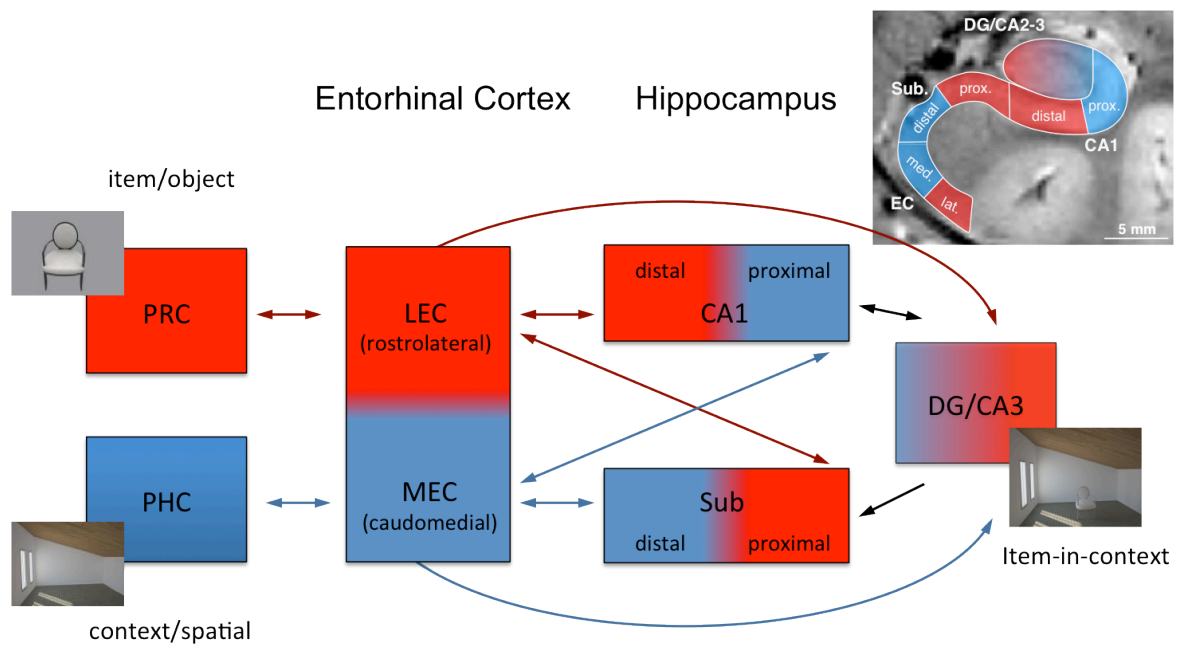 DG/CA2-3
Sub.
prox.
distal
distal
prox.
CA1
med.
EC
lat.
5 mm
Entorhinal Cortex
Hippocampus
item/object
PRC
LEC
(rostrolateral)
distal
proximal
CA1
DG/CA3
PHC
MEC
(caudomedial)
Sub
distal
proximal
Item-in-context
context/spatial